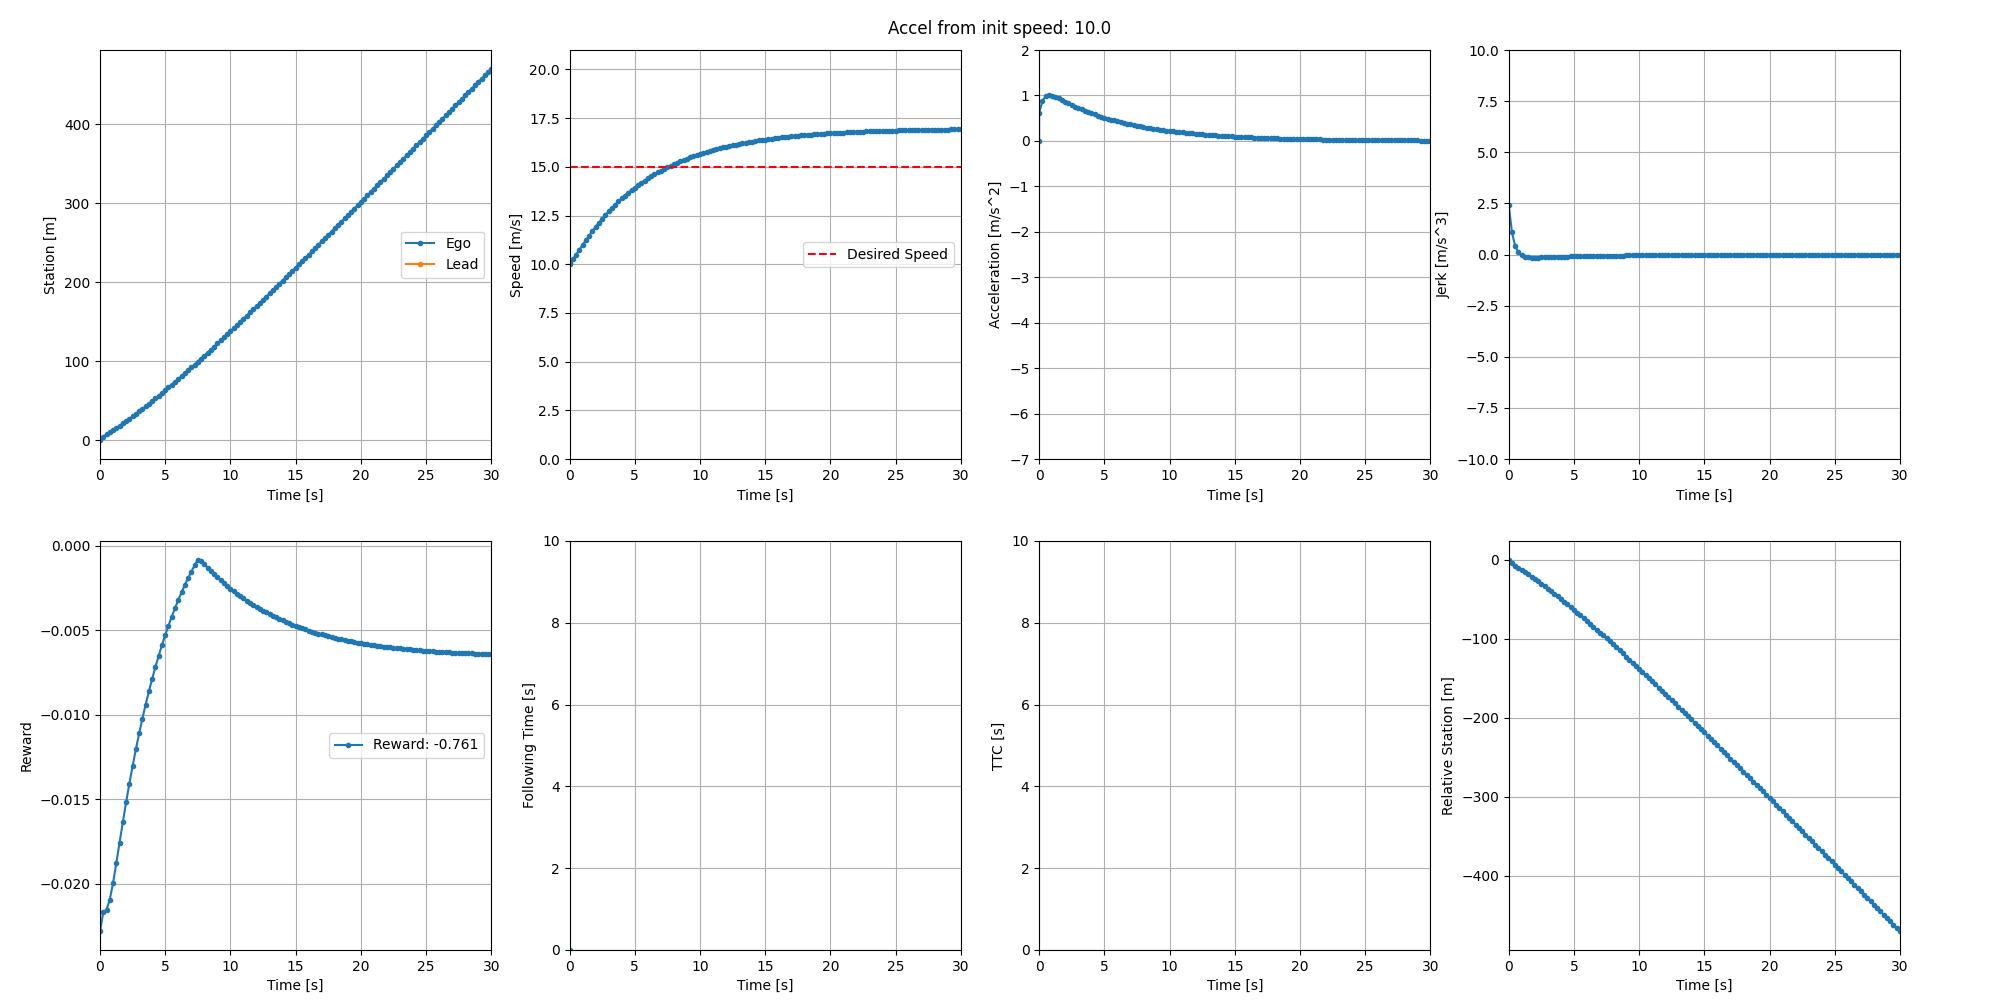 Accel from init speed: 10.0
Station [m]
400
300
200
100
0
0 5 10 15 20 25 30
Time [s]
Ego
Lead
Speed [m/s]
20.0
17.5
15.0
12.5
10.0
7.5
5.0
2.5
0.0
0 5 10 15 20 25 30
Time [s]
Desired Speed
Acceleration [m/s^2]
2
1
0
−1
−2
−3
−4
−5
−6
−7
0 5 10 15 20 25 30
Time [s]
Jerk [m/s^3]
10.0
7.5
5.0
2.5
0.0
−2.5
−5.0
−7.5
−10.0
0 5 10 15 20 25 30
Time [s]
Reward
0.000
−0.005
−0.010
−0.015
−0.020
0 5 10 15 20 25 30
Time [s]
Reward: -0.761
Following Time [s]
10
8
6
4
2
0
0 5 10 15 20 25 30
Time [s]
TTC [s]
10
8
6
4
2
0
0 5 10 15 20 25 30
Time [s]
Relative Station [m]
0
−100
−200
−300
−400
0 5 10 15 20 25 30
Time [s]